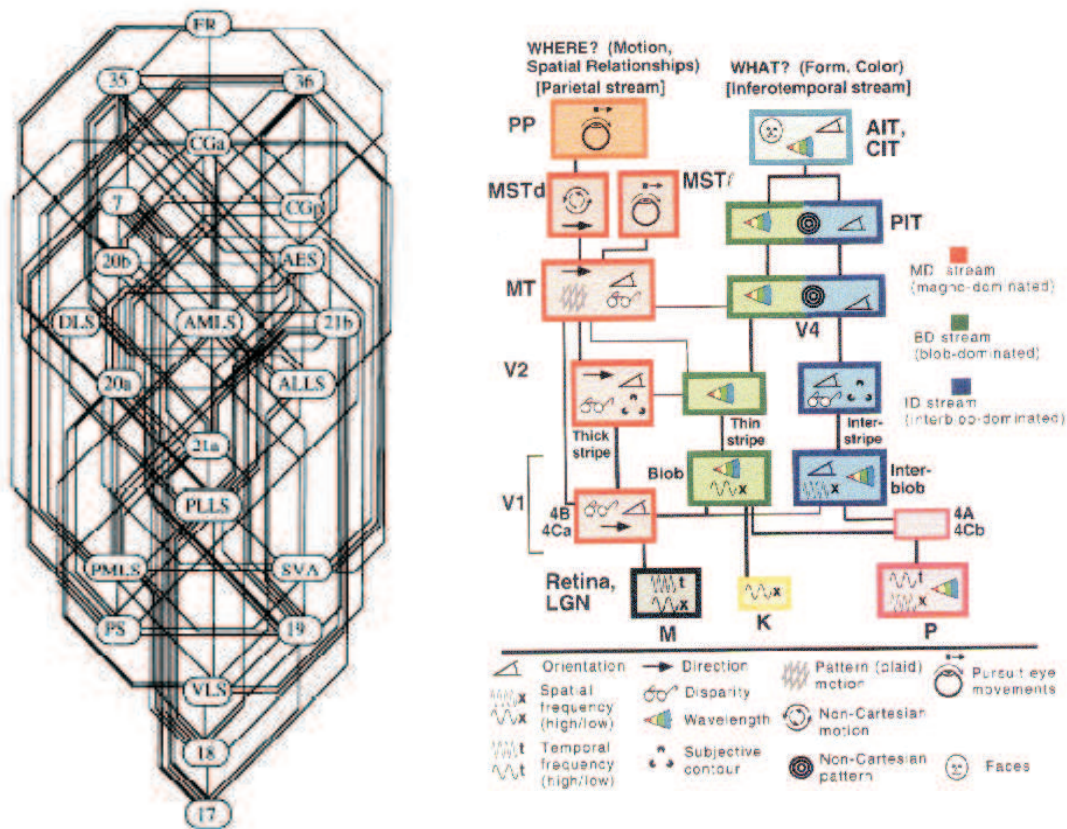 ER
35
36
CGa
7
CGp
20b
AES
DLS
AMLS
21b
20a
ALLS
21a
PLLS
PMLS
SVA
PS
19
VLS
18
17
WHERE? (Motion,
Spatial Relationships)
[Parietal stream]
WHAT? (Form, Color)
[Inferotemporal stream]
PP
AIT,
CIT
MSTd
MSTl
PIT
MT
V4
MD stream
(magno-dominated)
BD stream
(blob-dominated)
ID stream
(interblob-dominated)
V2
Thick
stripe
Thin
stripe
Inter-
stripe
V1
Blob
Inter-
blob
x
x
4B
4Ca
4A
4Cb
Retina,
LGN
t
x
x
t
x
M
K
P
Orientation
Direction
Pattern (plaid)
motion
Pursuit eye
movements
x
x
Spatial
frequency
(high/low)
Disparity
Wavelength
Non-Cartesian
motion
t
t
Temporal
frequency
(high/low)
Subjective
contour
Non-Cartesian
pattern
Faces